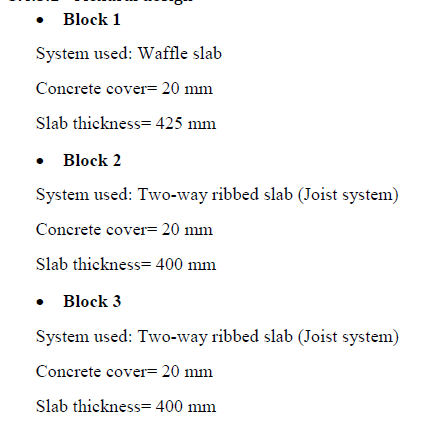 • Block 1
System used: Waffle slab
Concrete cover= 20 mm
Slab thickness= 425 mm
• Block 2
System used: Two-way ribbed slab (Joist system)
Concrete cover= 20 mm
Slab thickness= 400 mm
• Block 3
System used: Two-way ribbed slab (Joist system)
Concrete cover= 20 mm
Slab thickness= 400 mm